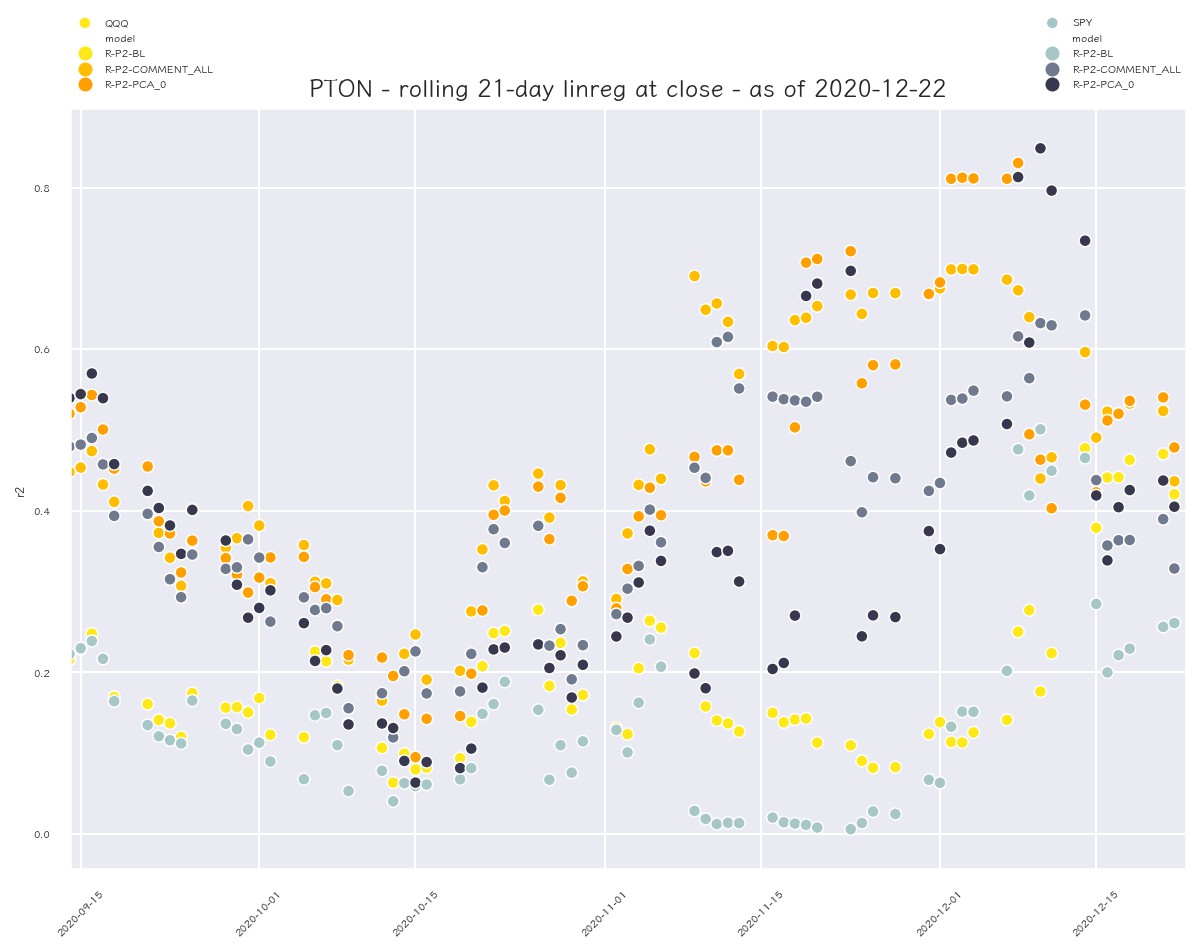 QQQ
model
R-P2-BL
R-P2-COMMENT_ALL
R-P2-PCA_0
SPY
model
R-P2-BL
R-P2-COMMENT_ALL
R-P2-PCA_0
PTON - rolling 21-day linreg at close - as of 2020-12-22
r2
0.8
0.6
0.4
0.2
0.0
2020-09-15
2020-10-01
2020-10-15
2020-11-01
2020-11-15
2020-12-01
2020-12-15